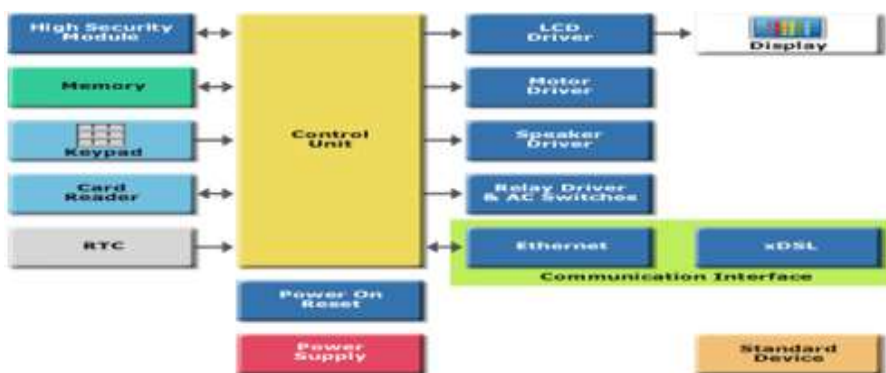 High Security
Module
LCD
Driver
Display
Memory
Motor
Driver
Keypad
Control
Unit
Speaker
Driver
Card
Reader
Relay Driver
& AC Switches
RTC
Ethernet
xDSL
Communication Interface
Power On
Reset
Power
Supply
Standard
Device